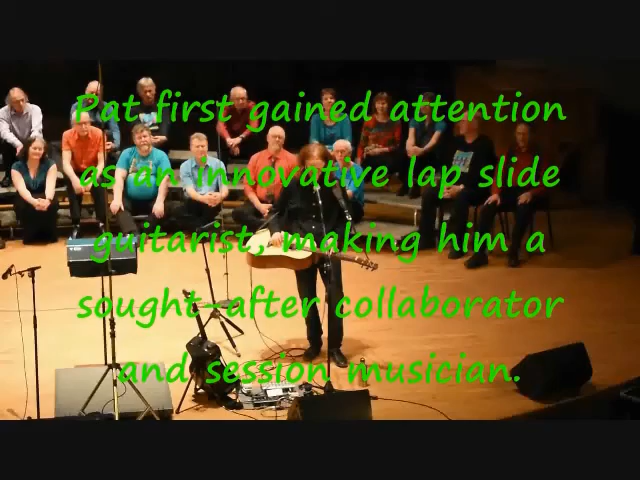 Pat first gained attention
as an innovative lap slide
guitarist, making him a
sought-after collaborator
and session musician.